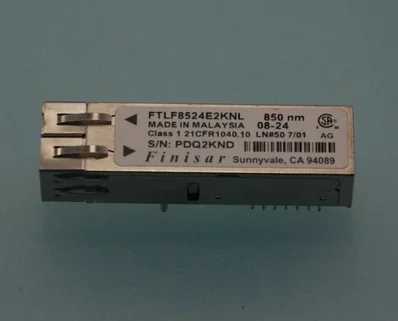 FTLF8524E2KNL 850 nm
MADE IN MALAYSIA 08-24
Class 1 21CFR1040.10 LN#50 7/01 AG
S/N: PDQ2KND
Finisar Sunnyvale, CA 94089